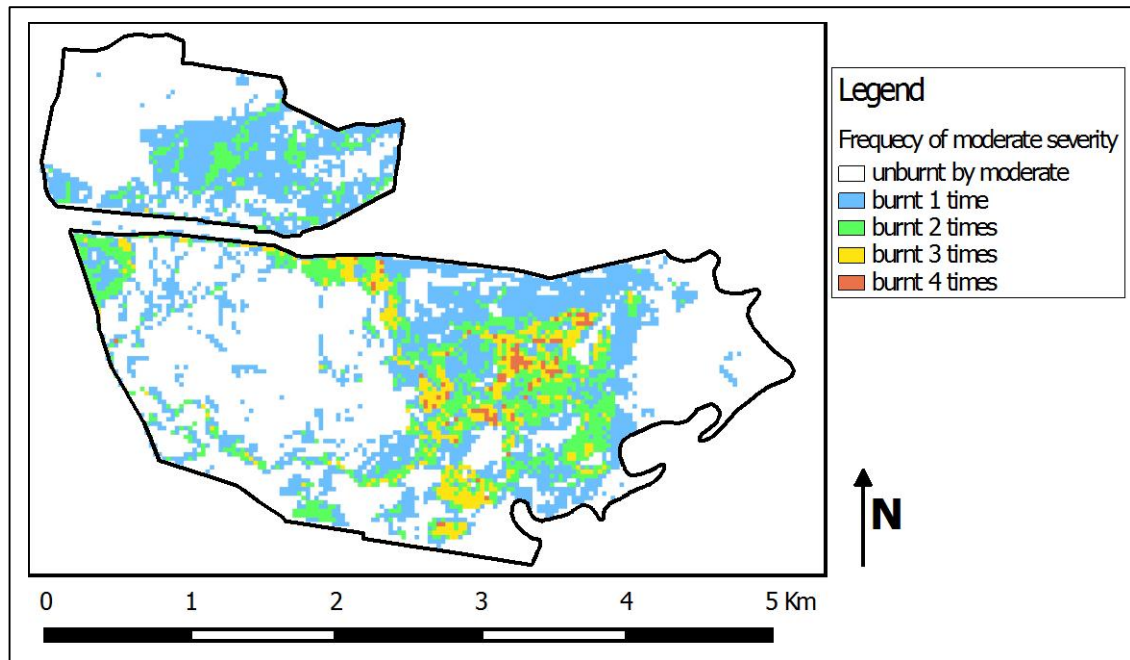 Legend
Frequecy of moderate severity
unburnt by moderate
burnt 1 time
burnt 2 times
burnt 3 times
burnt 4 times
N
0 1 2 3 4 5 Km